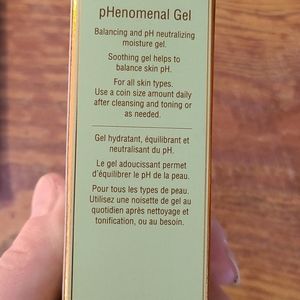 pHenomenal Gel
Balancing and pH neutralizing
moisture gel.
Soothing gel helps to
balance skin pH.
For all skin types.
Use a coin size amount daily
after cleansing and toning or
as needed.
Gel hydratant, équilibrant et
neutralisant du pH.
Le gel adoucissant permet
d'équilibrer le pH de la peau.
Pour tous les types de peau.
Utilisez une noisette de gel au
quotidien après nettoyage et
tonification, ou au besoin.